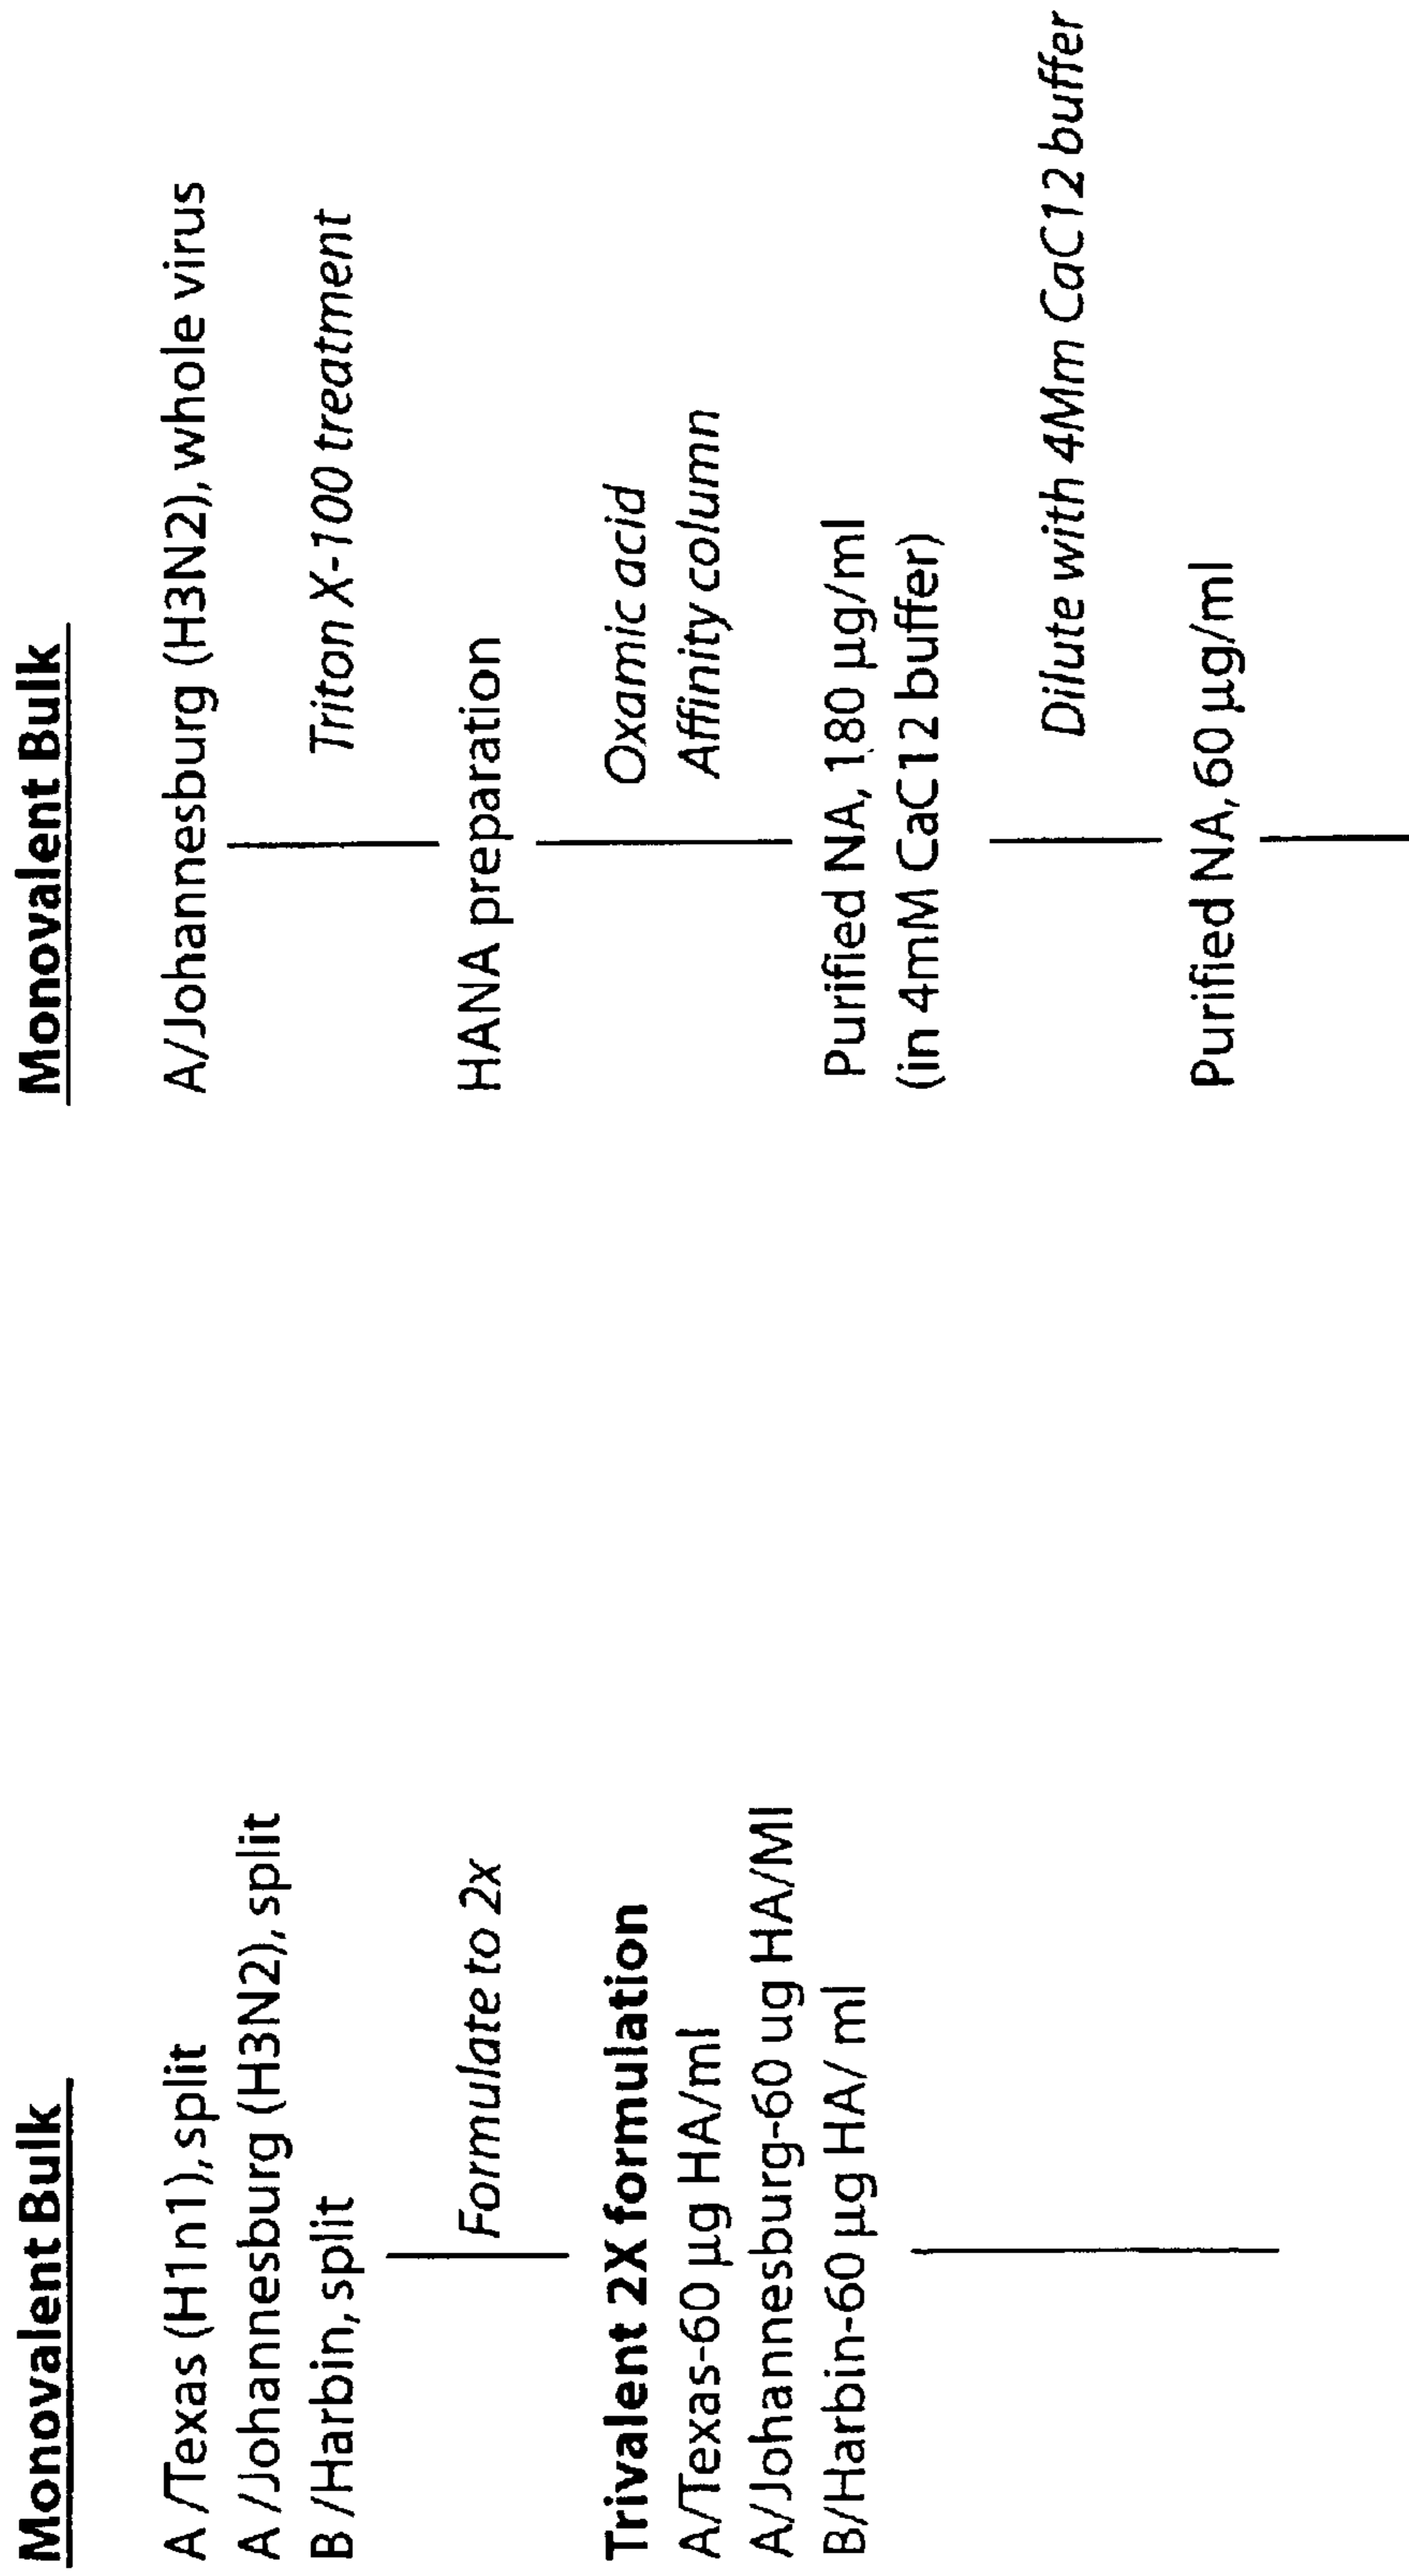 Monovalent Bulk
A /Texas (H1n1), split
A /Johannesburg (H3N2), split
B /Harbin, split
Formulate to 2x
Trivalent 2X formulation
A/Texas-60 µg HA/ml
A/Johannesburg-60 ug HA/Ml
B/Harbin-60 µg HA/ ml
Monovalent Bulk
A/Johannesburg (H3N2), whole virus
Triton X-100 treatment
HANA preparation
Oxamic acid
Affinity column
Purified NA, 180 µg/ml
(in 4mM CaC12 buffer)
Dilute with 4Mm CaC12 buffer
Purified NA, 60 µg/ml